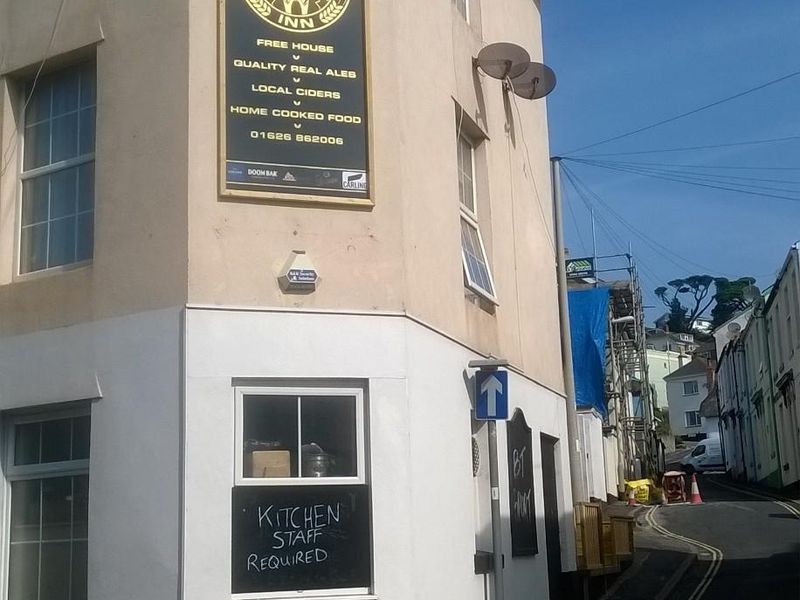 INN
FREE HOUSE
QUALITY REAL ALES
LOCAL CIDERS
HOME COOKED FOOD
01626 862006
DOOM BAR
CARLING
KITCHEN
STAFF
REQUIRED
BT